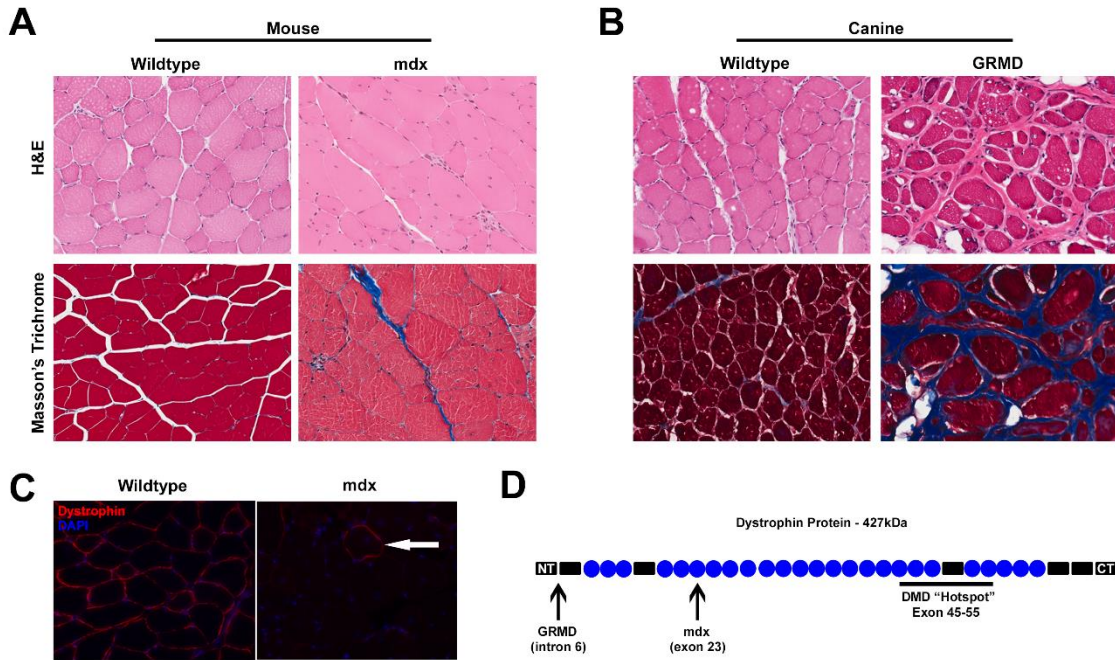 A
Mouse
Wildtype
mdx
H&E
Masson's Trichrome
B
Canine
Wildtype
GRMD
C
Wildtype
mdx
Dystrophin
DAPI
D
Dystrophin Protein - 427kDa
NT
CT
GRMD
(intron 6)
mdx
(exon 23)
DMD “Hotspot”
Exon 45-55